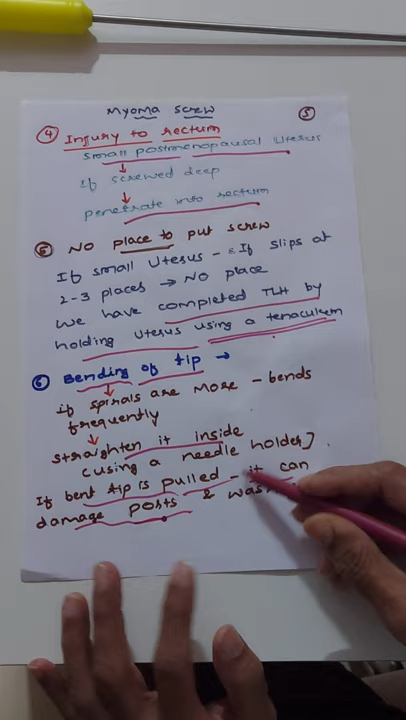 Myoma screw
5
4 Injury to rectum
small postmenopausal Uterus
if screwed deep
penetrate into rectum
5 NO place to put screw
If small Uterus - If slips at
2-3 places → No place
We have completed TLH by
holding Uterus using a tenaculum
6 Bending of tip →
if spirals are More - bends
frequently
straighten it inside
(using a needle holder)
If bent tip is pulled - it can
damage ports &